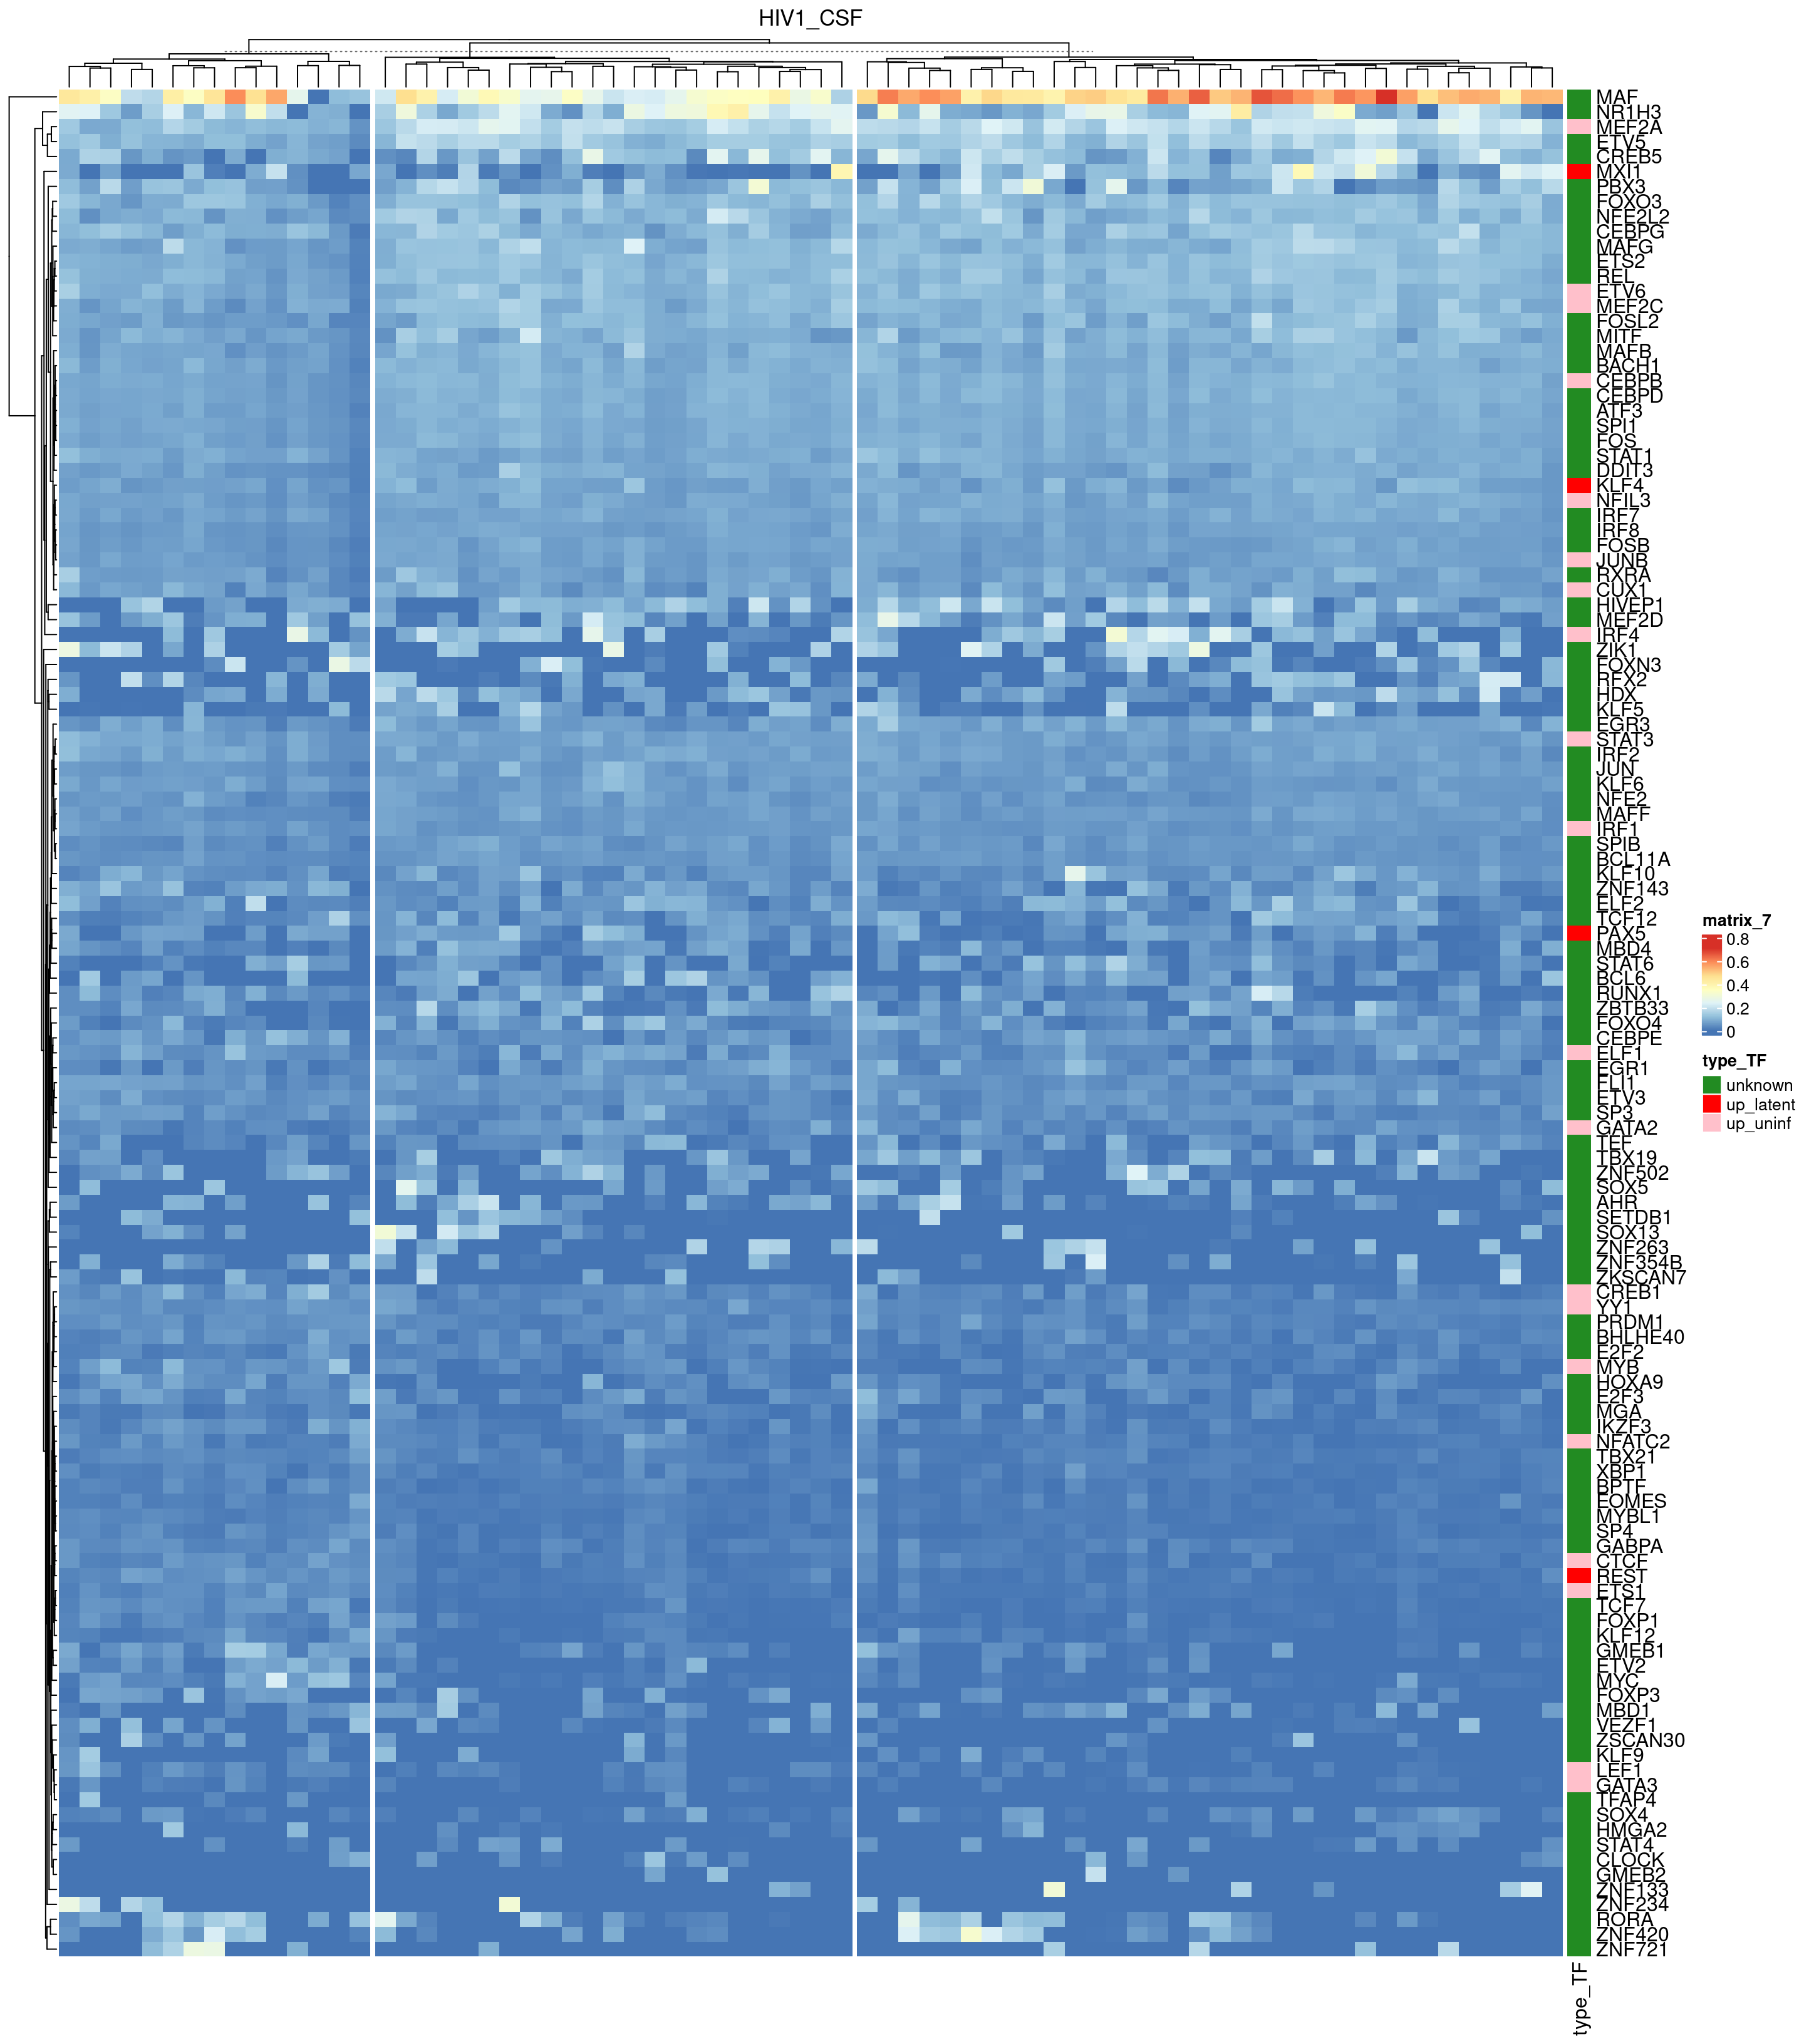 HIV1_CSF
MAF
NR1H3
MEF2A
ETV5
CREB5
MXI1
PBX3
FOXO3
NFE2L2
CEBPG
MAFG
ETS2
REL
ETV6
MEF2C
FOSL2
MITF
MAFB
BACH1
CEBPB
CEBPD
ATF3
SPI1
FOS
STAT1
DDIT3
KLF4
NFIL3
IRF7
IRF8
FOSB
JUNB
RXRA
CUX1
HIVEP1
MEF2D
IRF4
ZIK1
FOXN3
RFX2
HDX
KLF5
EGR3
STAT3
IRF2
JUN
KLF6
NFE2
MAFF
IRF1
SPIB
BCL11A
KLF10
ZNF143
ELF2
TCF12
PAX5
MBD4
STAT6
BCL6
RUNX1
ZBTB33
FOXO4
CEBPE
ELF1
EGR1
FLI1
ETV3
SP3
GATA2
TEF
TBX19
ZNF502
SOX5
AHR
SETDB1
SOX13
ZNF263
ZNF354B
ZKSCAN7
CREB1
YY1
PRDM1
BHLHE40
E2F2
MYB
HOXA9
E2F3
MGA
IKZF3
NFATC2
TBX21
XBP1
BPTF
EOMES
MYBL1
SP4
GABPA
CTCF
REST
ETS1
TCF7
FOXP1
KLF12
GMEB1
ETV2
MYC
FOXP3
MBD1
VEZF1
ZSCAN30
KLF9
LEF1
GATA3
TFAP4
SOX4
HMGA2
STAT4
CLOCK
GMEB2
ZNF133
ZNF234
RORA
ZNF420
ZNF721
type_TF
matrix_7
0.8
0.6
0.4
0.2
0
type_TF
unknown
up_latent
up_uninf